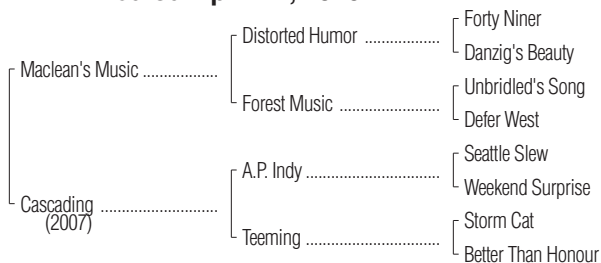 Forty Niner
Distorted Humor ..................
Danzig's Beauty
Maclean's Music ..................
Unbridled's Song
Forest Music ........................
Defer West
Seattle Slew
A.P. Indy ..............................
Weekend Surprise
Cascading ............................
(2007)
Storm Cat
Teeming ...............................
Better Than Honour